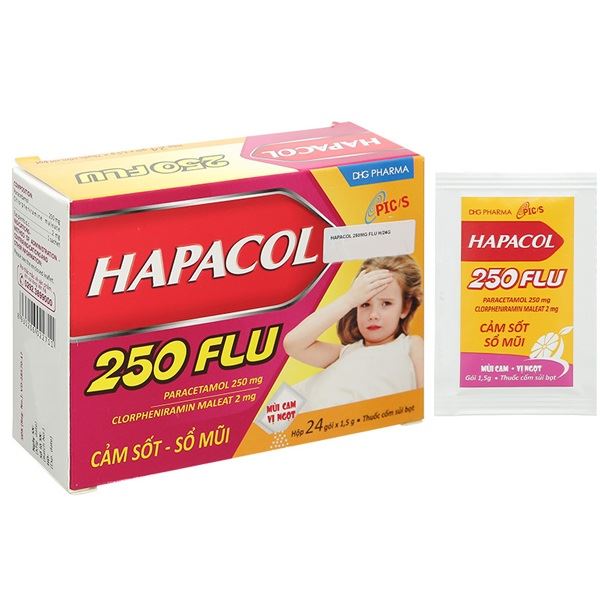 250 FLU
DHG PHARMA
PIC/S
HAPACOL 250MG FLU H/24G
HAPACOL
250 FLU
PARACETAMOL 250 mg
CLORPHENIRAMIN MALEAT 2 mg
MÙI CAM
VỊ NGỌT
CẢM SỐT - SỔ MŨI
Hộp 24 gói x 1,5 g • Thuốc cốm sủi bọt
DHG PHARMA
PIC/S
HAPACOL
250 FLU
PARACETAMOL 250 mg
CLORPHENIRAMIN MALEAT 2 mg
CẢM SỐT
SỔ MŨI
MÙI CAM - VỊ NGỌT
Gói 1,5g • Thuốc cốm sủi bọt